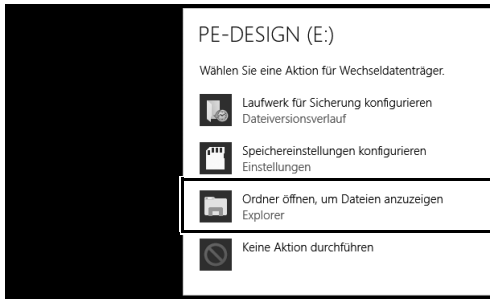 PE-DESIGN (E:)
Wählen Sie eine Aktion für Wechseldatenträger.
Laufwerk für Sicherung konfigurieren
Dateiversionsverlauf
Speichereinstellungen konfigurieren
Einstellungen
Ordner öffnen, um Dateien anzuzeigen
Explorer
Keine Aktion durchführen